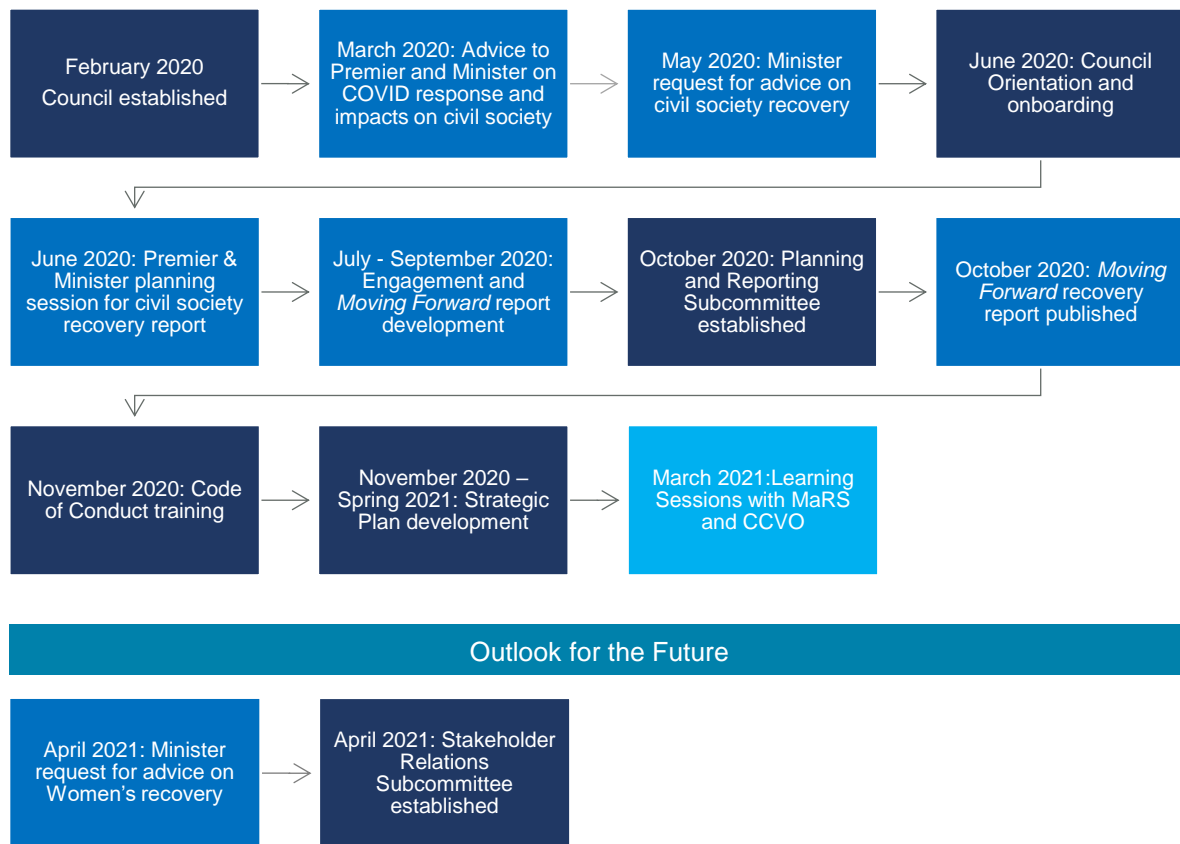 February 2020
Council established
March 2020: Advice to
Premier and Minister on
COVID response and
impacts on civil society
May 2020: Minister
request for advice on
civil society recovery
June 2020: Council
Orientation and
onboarding
June 2020: Premier &
Minister planning
session for civil society
recovery report
July - September 2020:
Engagement and
Moving Forward report
development
October 2020: Planning
and Reporting
Subcommittee
established
October 2020: Moving
Forward recovery
report published
November 2020: Code
of Conduct training
November 2020 –
Spring 2021: Strategic
Plan development
March 2021:Learning
Sessions with MaRS
and CCVO
Outlook for the Future
April 2021: Minister
request for advice on
Women’s recovery
April 2021: Stakeholder
Relations
Subcommittee
established